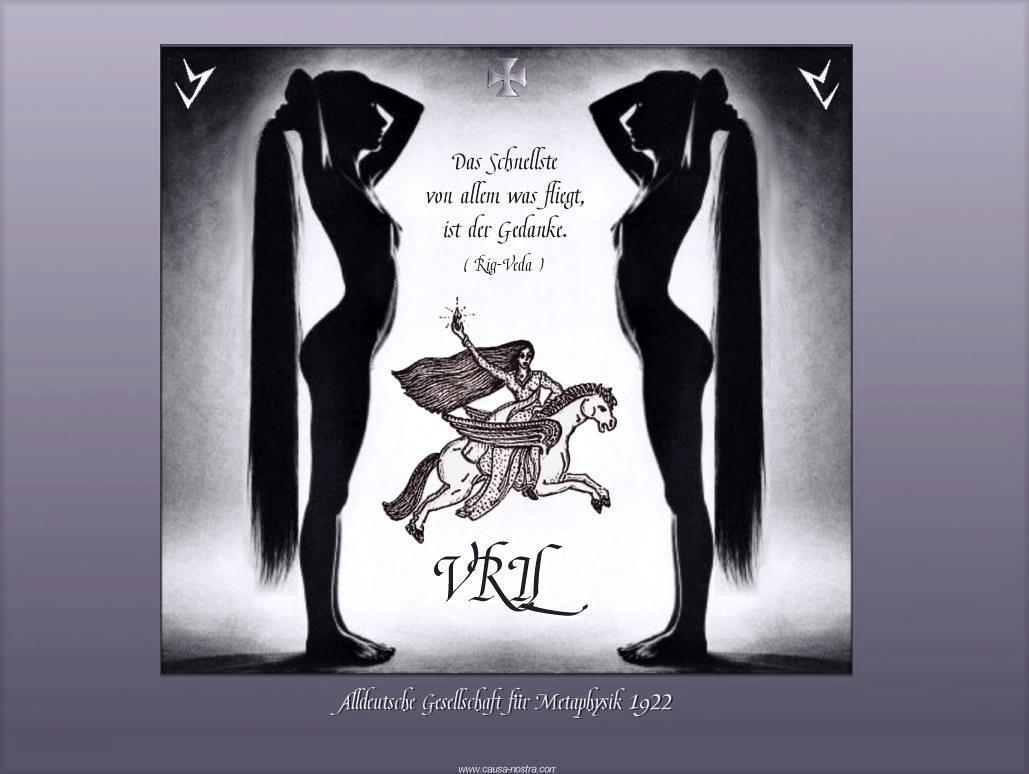 Das Schnellste
von allem was fliegt,
ist der Gedanke.
( Rig-Veda )
VRIL
Alldeutsche Gesellschaft für Metaphysik 1922
www.causa-nostra.com